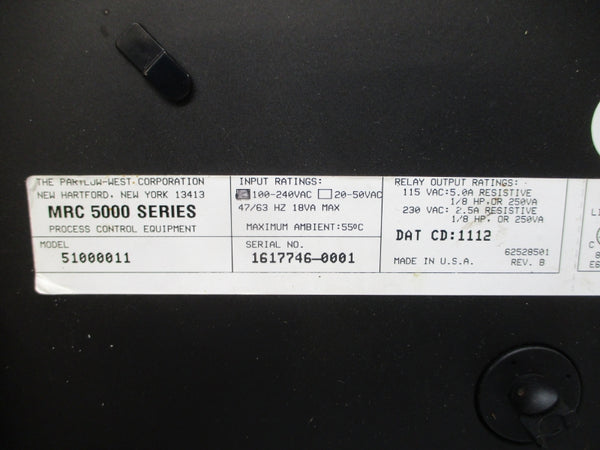 THE PARTLOW-WEST CORPORATION
NEW HARTFORD, NEW YORK 13413
MRC 5000 SERIES
PROCESS CONTROL EQUIPMENT
MODEL
51000011
INPUT RATINGS:
100-240VAC 20-50VAC
47/63 HZ 18VA MAX
MAXIMUM AMBIENT:55ºC
SERIAL NO.
1617746-0001
RELAY OUTPUT RATINGS:
115 VAC:5.0A RESISTIVE
1/8 HP. OR 250VA
230 VAC: 2.5A RESISTIVE
1/8 HP. OR 250VA
DAT CD:1112
62528501
MADE IN U.S.A. REV. B
LI
C
8
E6